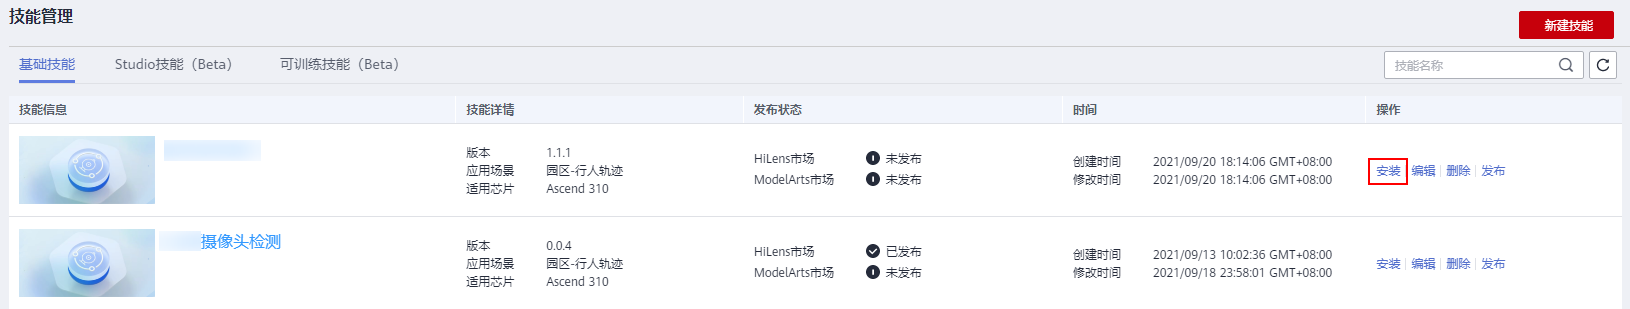 技能管理
新建技能
基础技能 Studio技能（Beta） 可训练技能（Beta） 技能名称
技能信息 技能详情 发布状态 时间 操作
版本 1.1.1
应用场景 园区-行人轨迹
适用芯片 Ascend 310
HiLens市场 未发布
ModelArts市场 未发布
创建时间 2021/09/20 18:14:06 GMT+08:00
修改时间 2021/09/20 18:14:06 GMT+08:00
安装 编辑 删除 发布
摄像头检测
版本 0.0.4
应用场景 园区-行人轨迹
适用芯片 Ascend 310
HiLens市场 已发布
ModelArts市场 未发布
创建时间 2021/09/13 10:02:36 GMT+08:00
修改时间 2021/09/18 23:58:01 GMT+08:00
安装 编辑 删除 发布